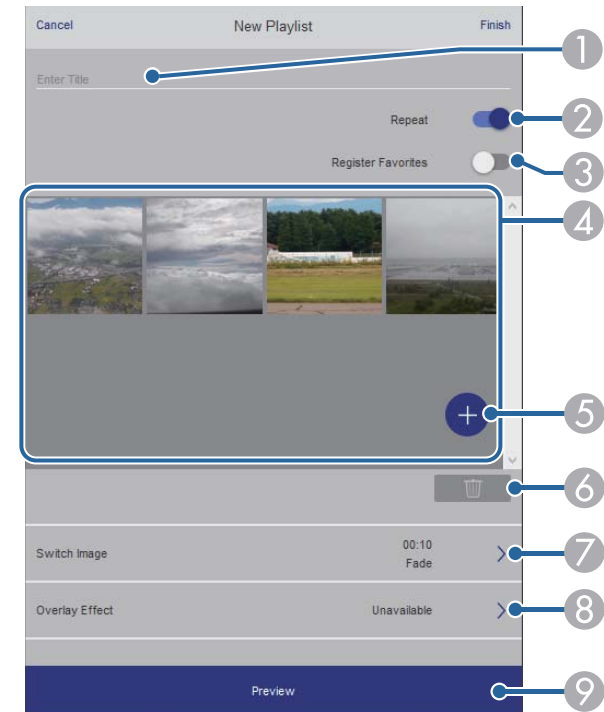 Cancel New Playlist Finish
1
Enter Title
Repeat
2
Register Favorites
3
4
+
5
6
Switch Image
00:10
Fade
7
Overlay Effect Unavailable
8
Preview
9